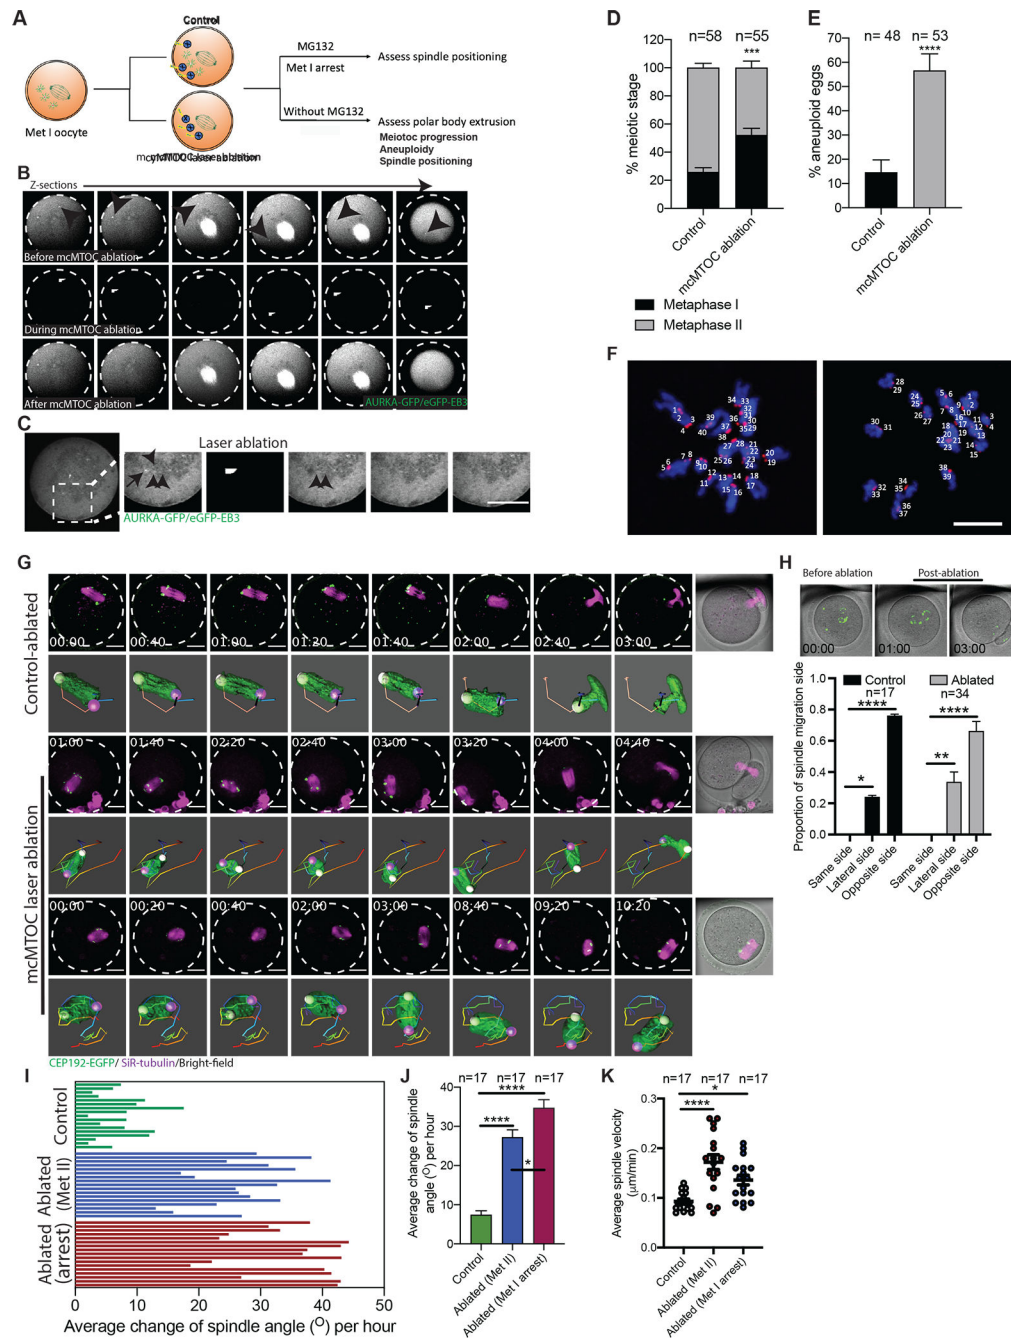 A
Control
Met I oocyte
mcMTOC laser ablation
MG132
Met I arrest
Assess spindle positioning
Without MG132
Assess polar body extrusion
Meiotoc progression
Aneuploidy
Spindle positioning
B
Z-sections
Before mcMTOC ablation
During mcMTOC ablation
After mcMTOC ablation
AURKA-GFP/eGFP-EB3
C
Laser ablation
AURKA-GFP/eGFP-EB3
D
n=58 n=55
***
% meiotic stage
120
100
80
60
40
20
0
Control
mcMTOC ablation
Metaphase I
Metaphase II
E
n= 48 n= 53
****
% aneuploid eggs
70
60
50
40
30
20
10
0
Control
mcMTOC ablation
F
G
Control-ablated
00:00 00:40 01:00 01:20 01:40 02:00 02:40 03:00
mcMTOC laser ablation
01:00 01:40 02:20 02:40 03:00 03:20 04:00 04:40
00:00 00:20 00:40 02:00 03:00 08:40 09:20 10:20
CEP192-EGFP/ SiR-tubulin/Bright-field
H
Before ablation Post-ablation
00:00 01:00 03:00
Control Ablated
n=17 n=34
**** ****
* **
Proportion of spindle migration side
1.0
0.8
0.6
0.4
0.2
0.0
Same side
Lateral side
Opposite side
Same side
Lateral side
Opposite side
I
Control
Ablated (Met II)
Ablated (arrest)
0 10 20 30 40 50
Average change of spindle angle (O) per hour
J
n=17 n=17 n=17
****
****
*
Average change of spindle angle (O) per hour
40
30
20
10
0
Control
Ablated (Met II)
Ablated (Met I arrest)
K
n=17 n=17 n=17
*
****
Average spindle velocity (μm/min)
0.3
0.2
0.1
0.0
Control
Ablated (Met II)
Ablated (Met I arrest)